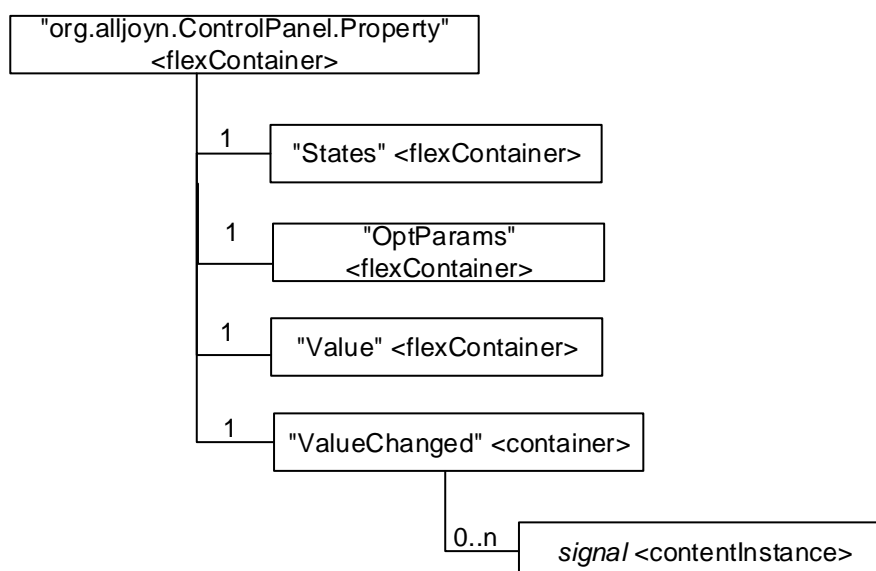 "org.alljoyn.ControlPanel.Property"
<flexContainer>
1
"States" <flexContainer>
1
"OptParams"
<flexContainer>
1
"Value" <flexContainer>
1
"ValueChanged" <container>
0..n
signal <contentInstance>